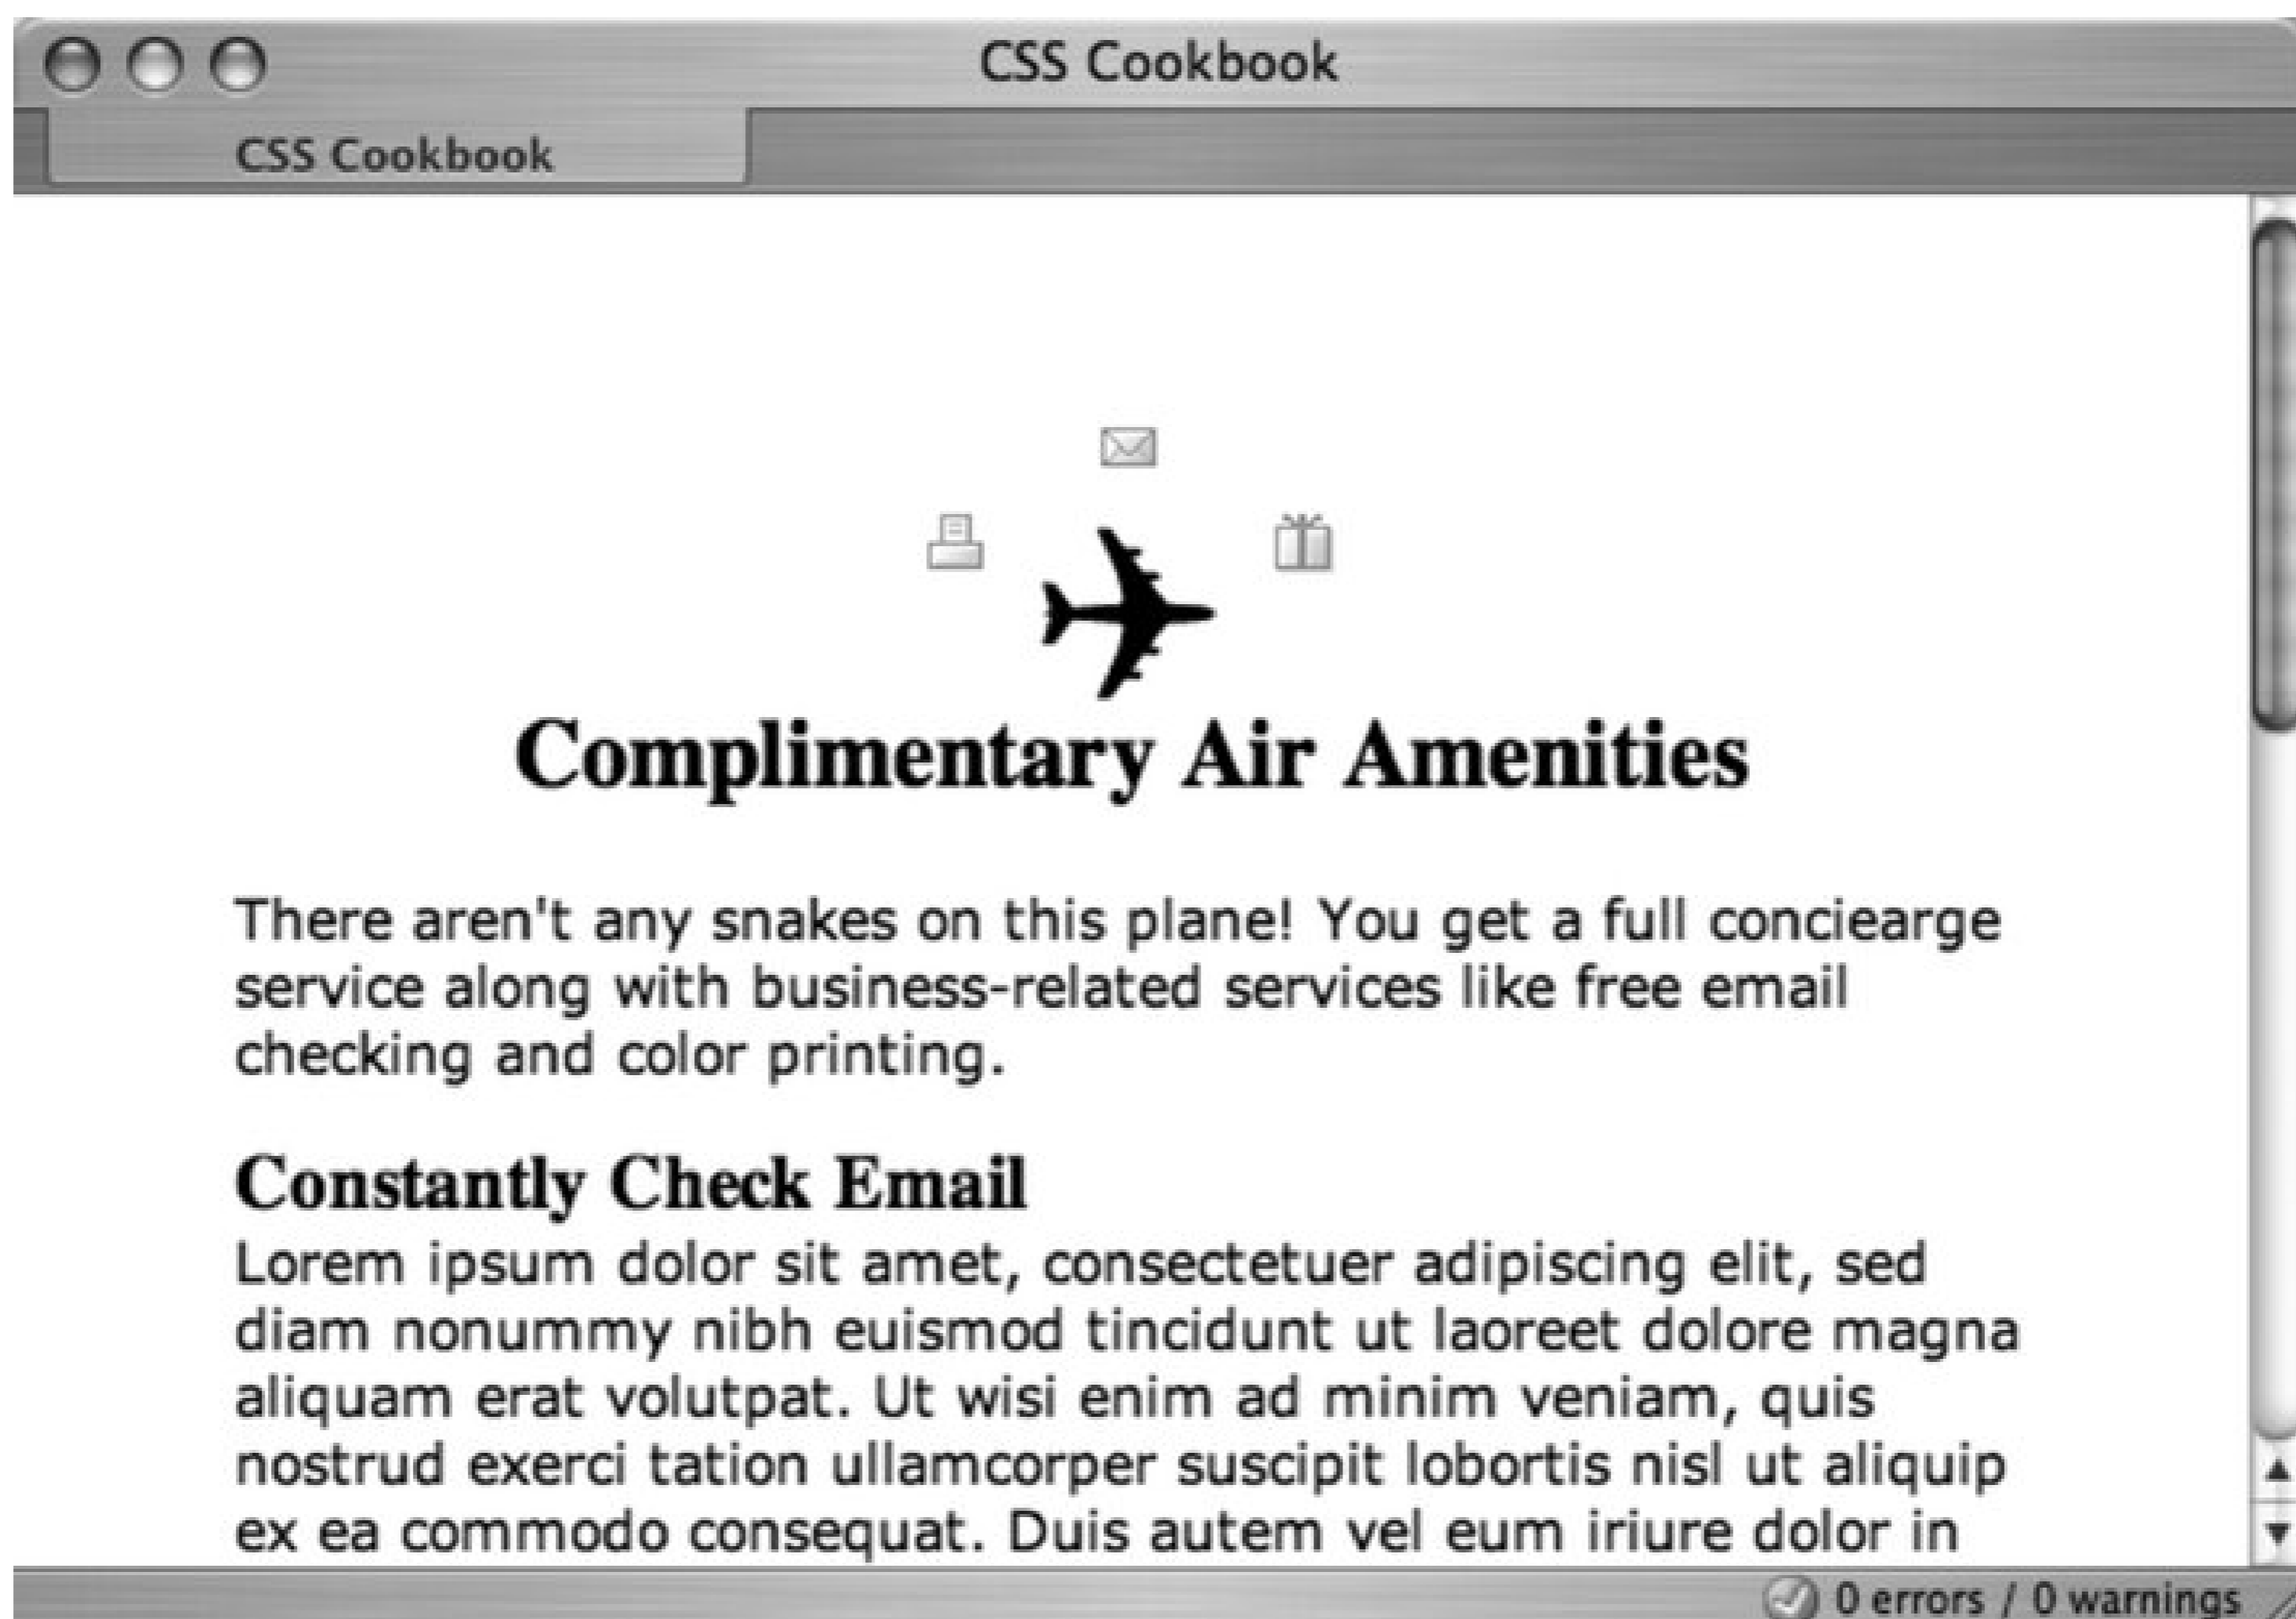 CSS Cookbook
CSS Cookbook
Complimentary Air Amenities
There aren't any snakes on this plane! You get a full conciearge
service along with business-related services like free email
checking and color printing.
Constantly Check Email
Lorem ipsum dolor sit amet, consectetuer adipiscing elit, sed
diam nonummy nibh euismod tincidunt ut laoreet dolore magna
aliquam erat volutpat. Ut wisi enim ad minim veniam, quis
nostrud exerci tation ullamcorper suscipit lobortis nisl ut aliquip
ex ea commodo consequat. Duis autem vel eum iriure dolor in
0 errors / 0 warnings